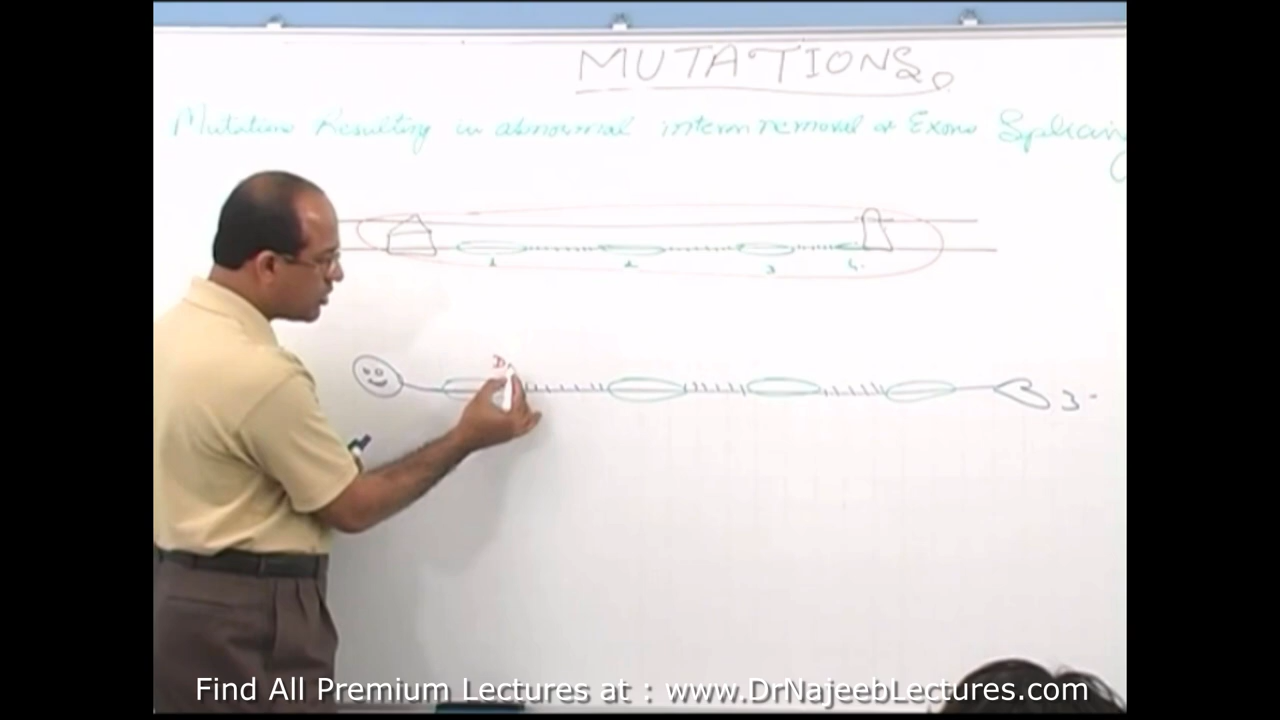 MUTATIONS
Mutations Resulting in abnormal intron removal or Exons Splicing
1 2 3 4
D
3-
Find All Premium Lectures at : www.DrNajeebLectures.com